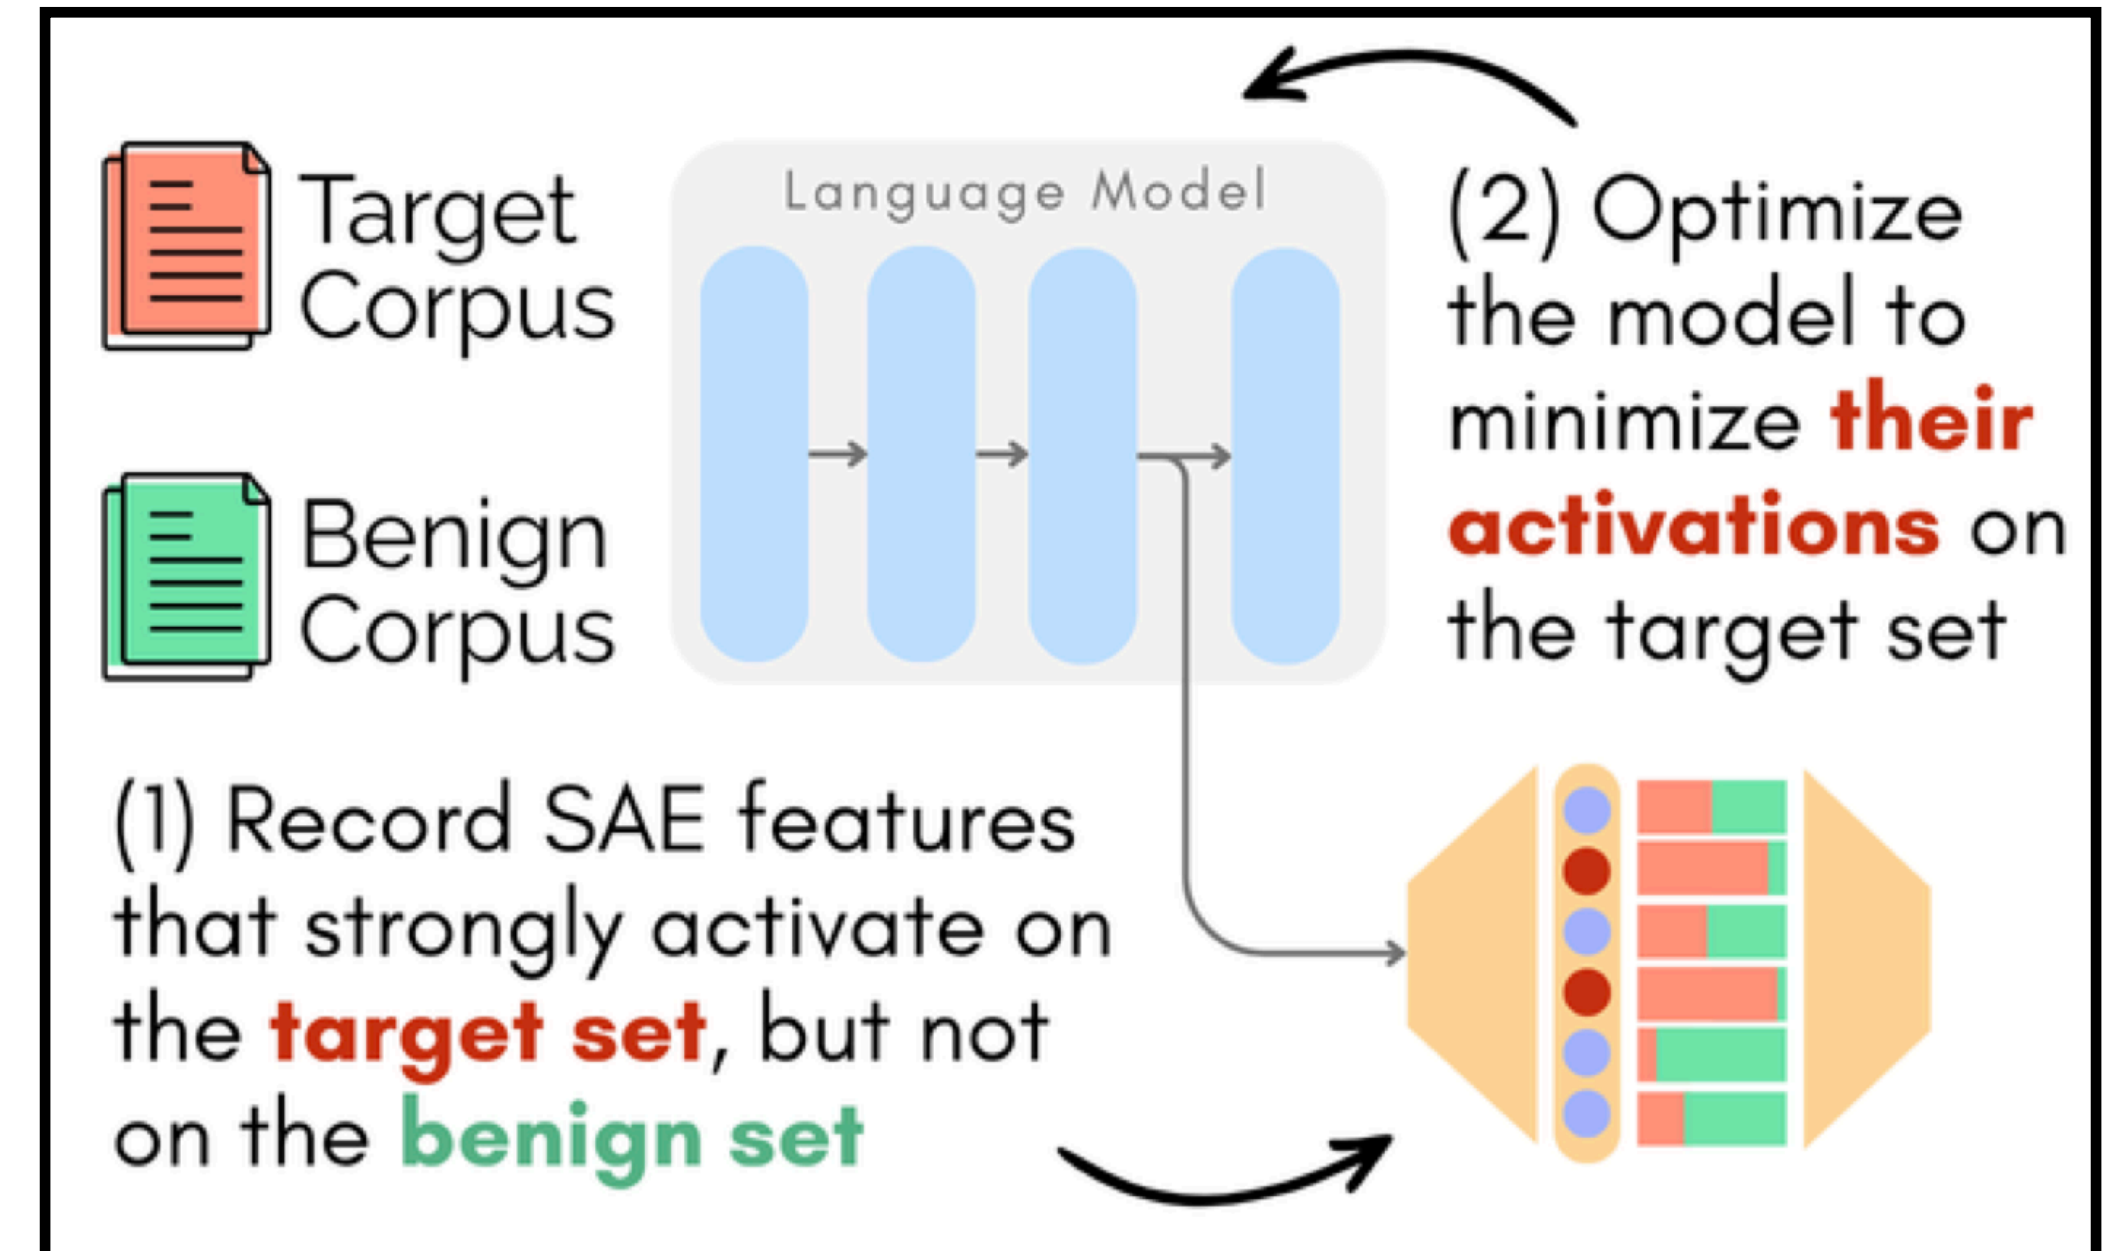 Target
Corpus
Benign
Corpus
Language Model
(1) Record SAE features
that strongly activate on
the target set, but not
on the benign set
(2) Optimize
the model to
minimize their
activations on
the target set